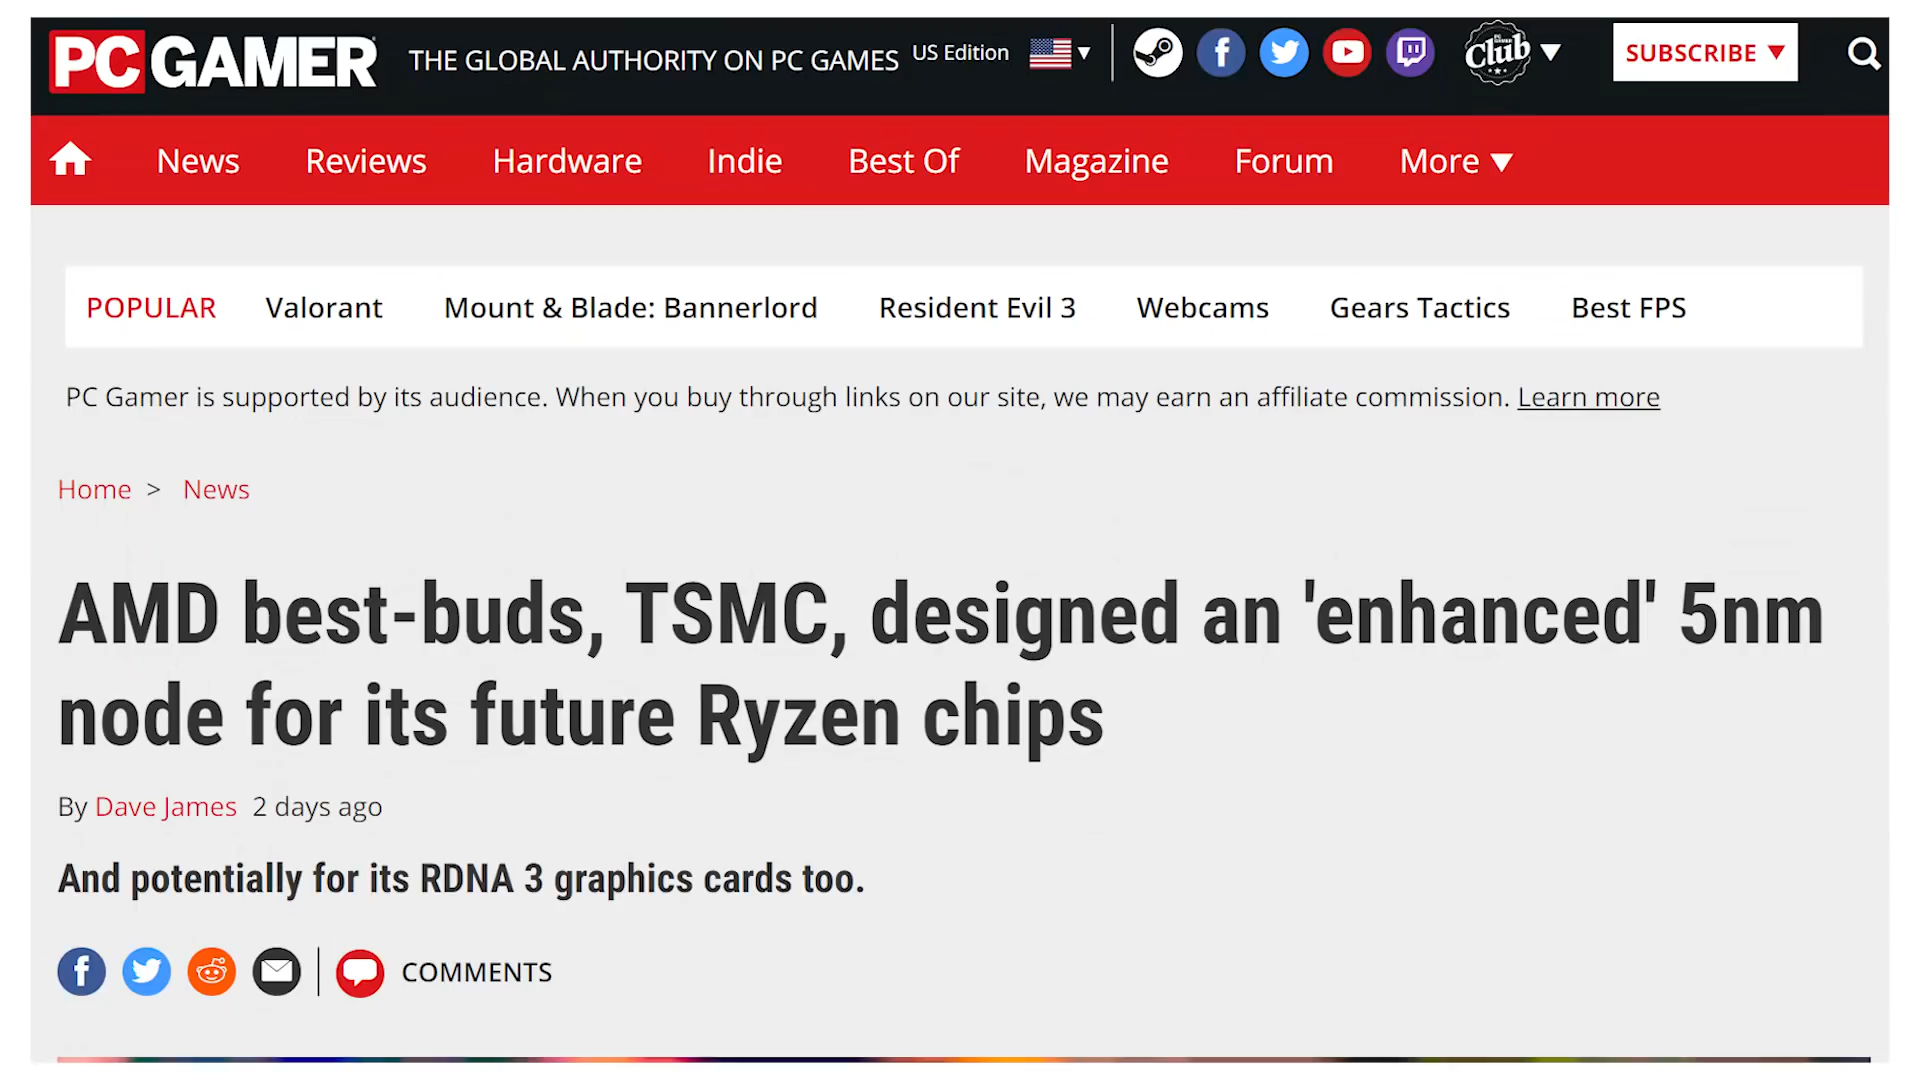 PC GAMER THE GLOBAL AUTHORITY ON PC GAMES US Edition Club SUBSCRIBE
News Reviews Hardware Indie Best Of Magazine Forum More
POPULAR Valorant Mount & Blade: Bannerlord Resident Evil 3 Webcams Gears Tactics Best FPS
PC Gamer is supported by its audience. When you buy through links on our site, we may earn an affiliate commission. Learn more
Home > News
AMD best-buds, TSMC, designed an 'enhanced' 5nm
node for its future Ryzen chips
By Dave James 2 days ago
And potentially for its RDNA 3 graphics cards too.
COMMENTS